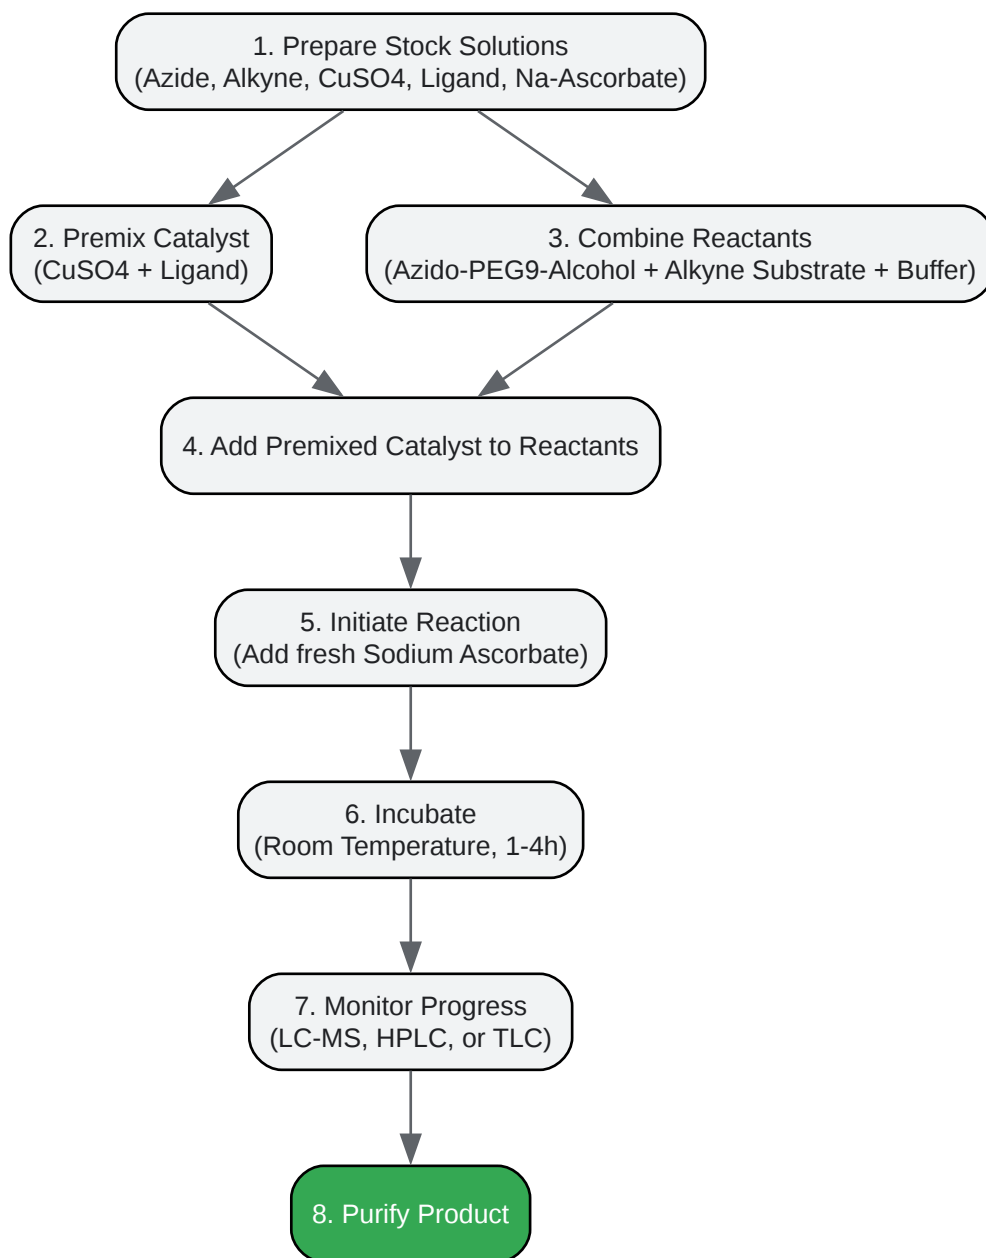 1. Prepare Stock Solutions
(Azide, Alkyne, CuSO4, Ligand, Na-Ascorbate)
2. Premix Catalyst
(CuSO4 + Ligand)
3. Combine Reactants
(Azido-PEG9-Alcohol + Alkyne Substrate + Buffer)
4. Add Premixed Catalyst to Reactants
5. Initiate Reaction
(Add fresh Sodium Ascorbate)
6. Incubate
(Room Temperature, 1-4h)
7. Monitor Progress
(LC-MS, HPLC, or TLC)
8. Purify Product